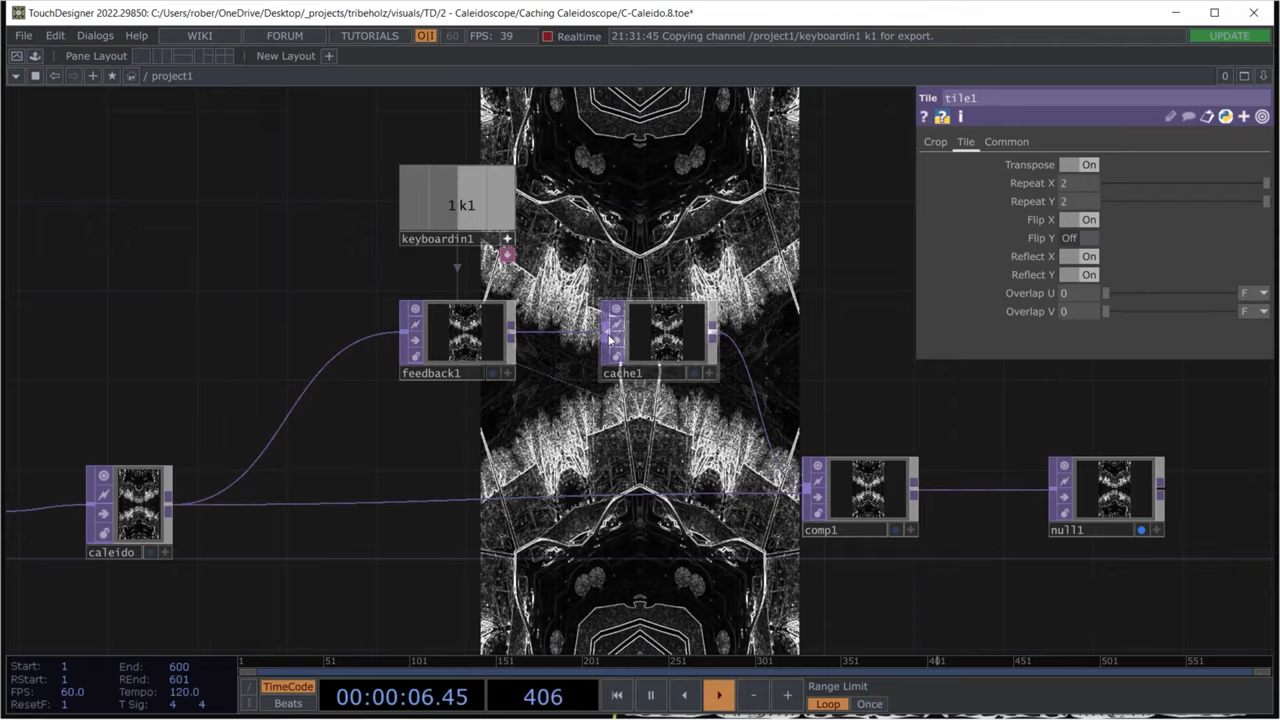 TouchDesigner 2022.29850: C:/Users/rober/OneDrive/Desktop/_projects/tribeholz/visuals/TD/2 - Caleidoscope/Caching Caleidoscope/C-Caleido.8.toe*
File Edit Dialogs Help WIKI FORUM TUTORIALS O|I 60 FPS: 39 Realtime 21:31:45 Copying channel /project1/keyboardin1 k1 for export. UPDATE
Pane Layout New Layout +
/ project1 0
Tile tile1
? ? i
Crop Tile Common
Transpose On
Repeat X 2
Repeat Y 2
Flip X On
Flip Y Off
Reflect X On
Reflect Y On
Overlap U 0 F
Overlap V 0 F
1 k1
keyboardin1
feedback1
cache1
caleido
comp1
null1
Start: 1 End: 600
RStart: 1 REnd: 601
FPS: 60.0 Tempo: 120.0
ResetF: 1 T Sig: 4 4
1 51 101 151 201 251 301 351 401 451 501 551
TimeCode
Beats
00:00:06.45
406
Range Limit
Loop Once